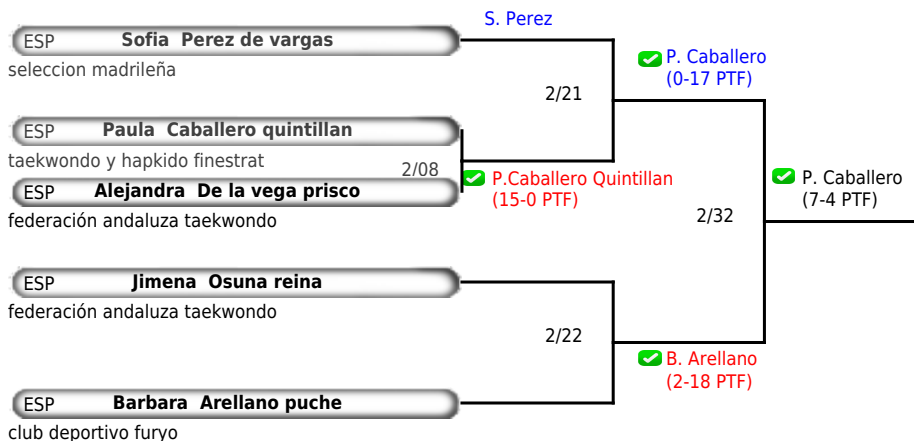 S. Perez
ESP Sofia Perez de vargas
seleccion madrileña
P. Caballero
(0-17 PTF)
2/21
ESP Paula Caballero quintillan
taekwondo y hapkido finestrat
2/08
P.Caballero Quintillan
(15-0 PTF)
ESP Alejandra De la vega prisco
federación andaluza taekwondo
P. Caballero
(7-4 PTF)
2/32
ESP Jimena Osuna reina
federación andaluza taekwondo
2/22
B. Arellano
(2-18 PTF)
ESP Barbara Arellano puche
club deportivo furyo